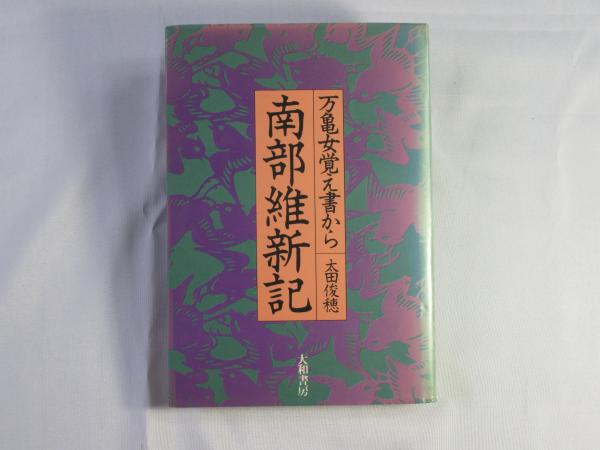 万亀女覚え書から
太田俊穂
南部維新記
大和書房